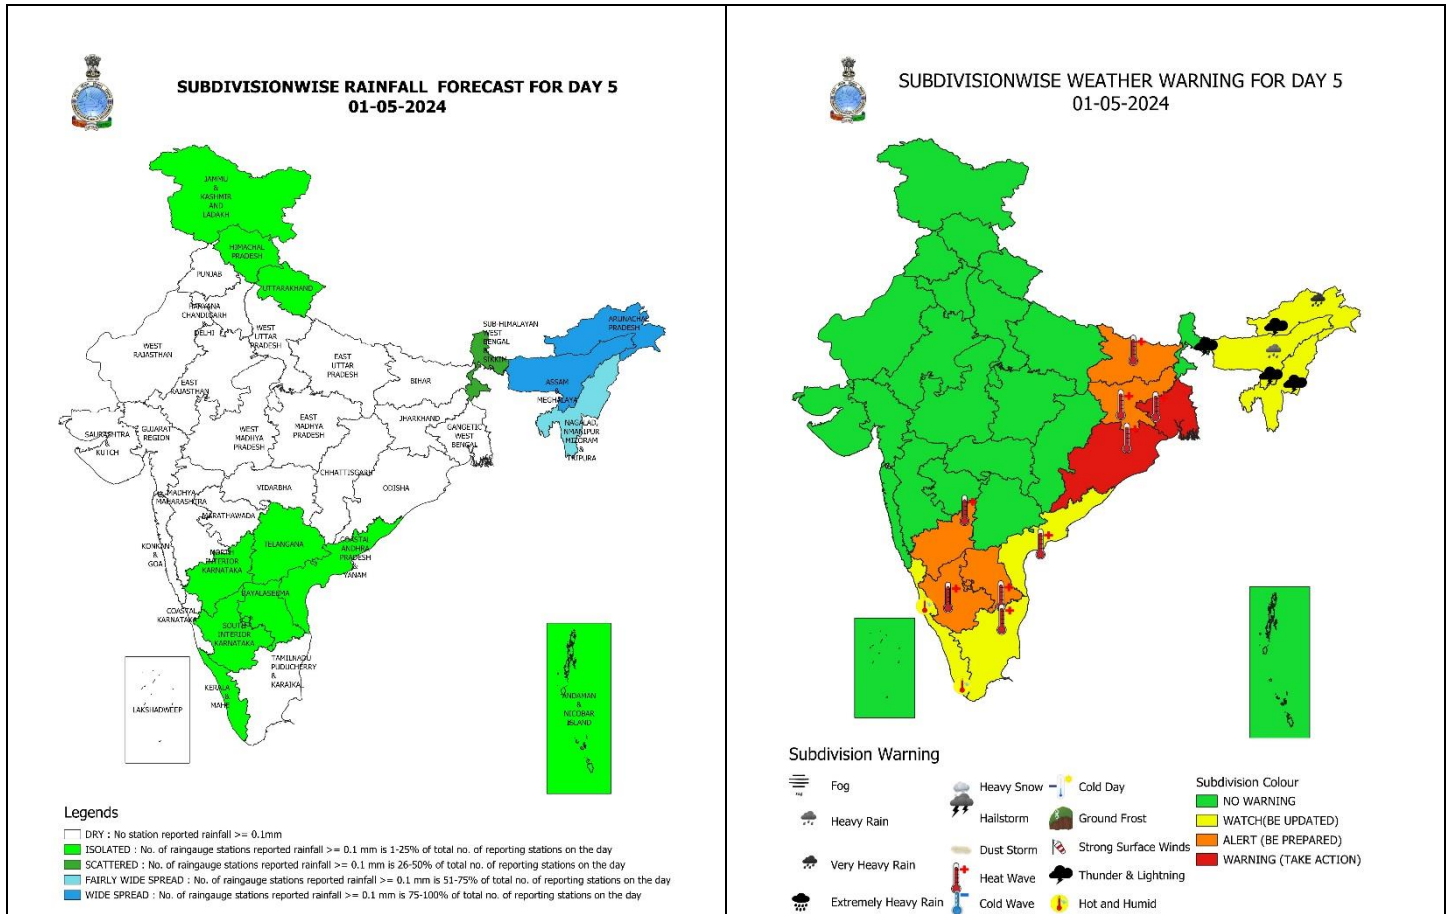 SUBDIVISIONWISE RAINFALL FORECAST FOR DAY 5
01-05-2024
JAMMU
&
KASHMIR
AND
LADAKH
HIMACHAL
PRADESH
PUNJAB
UTTARAKHAND
HARYANA
CHANDIGARH
&
DELHI
WEST
UTTAR
PRADESH
WEST
RAJASTHAN
EAST
UTTAR
PRADESH
SUB-HIMALAYAN
WEST
BENGAL
&
SIKKIM
ARUNACHAL
PRADESH
EAST
RAJASTHAN
BIHAR
ASSAM
&
MEGHALAYA
SAURASHTRA
&
KUTCH
GUJARAT
REGION
WEST
MADHYA
PRADESH
EAST
MADHYA
PRADESH
JHARKHAND
GANGETIC
WEST
BENGAL
NAGALAD,
NMANIPUR
MIZORAM
&
TRIPURA
CHHATTISGARH
ODISHA
VIDARBHA
MADHYA
MAHARASHTRA
MARATHAWADA
KONKAN
&
GOA
NORTH
INTERIOR
KARNATAKA
TELANGANA
COASTAL
ANDHRA
PRADESH
&
YANAM
RAYALASEEMA
COASTAL
KARNATAKA
SOUTH
INTERIOR
KARNATAKA
TAMILNADU
PUDUCHERRY
&
KARAIKAL
KERALA
&
MAHE
LAKSHADWEEP
ANDAMAN
&
NICOBAR
ISLAND
Legends
DRY : No station reported rainfall >= 0.1mm
ISOLATED : No. of raingauge stations reported rainfall >= 0.1 mm is 1-25% of total no. of reporting stations on the day
SCATTERED : No. of raingauge stations reported rainfall >= 0.1 mm is 26-50% of total no. of reporting stations on the day
FAIRLY WIDE SPREAD : No. of raingauge stations reported rainfall >= 0.1 mm is 51-75% of total no. of reporting stations on the day
WIDE SPREAD : No. of raingauge stations reported rainfall >= 0.1 mm is 75-100% of total no. of reporting stations on the day
SUBDIVISIONWISE WEATHER WARNING FOR DAY 5
01-05-2024
Subdivision Warning
Fog
Heavy Rain
Very Heavy Rain
Extremely Heavy Rain
Heavy Snow
Hailstorm
Dust Storm
Heat Wave
Cold Wave
Cold Day
Ground Frost
Strong Surface Winds
Thunder & Lightning
Hot and Humid
Subdivision Colour
NO WARNING
WATCH(BE UPDATED)
ALERT (BE PREPARED)
WARNING (TAKE ACTION)